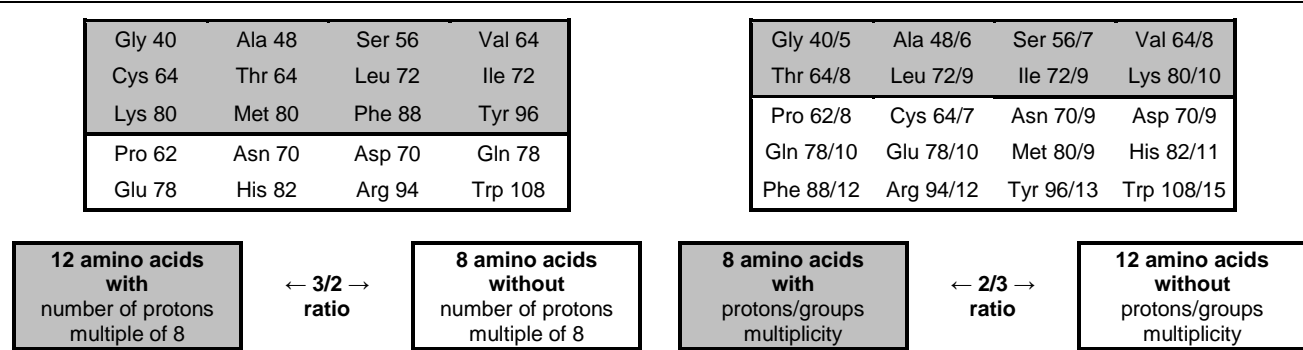 Gly 40 Ala 48 Ser 56 Val 64
Cys 64 Thr 64 Leu 72 Ile 72
Lys 80 Met 80 Phe 88 Tyr 96
Pro 62 Asn 70 Asp 70 Gln 78
Glu 78 His 82 Arg 94 Trp 108
Gly 40/5 Ala 48/6 Ser 56/7 Val 64/8
Thr 64/8 Leu 72/9 Ile 72/9 Lys 80/10
Pro 62/8 Cys 64/7 Asn 70/9 Asp 70/9
Gln 78/10 Glu 78/10 Met 80/9 His 82/11
Phe 88/12 Arg 94/12 Tyr 96/13 Trp 108/15
12 amino acids
with
number of protons
multiple of 8
← 3/2 →
ratio
8 amino acids
without
number of protons
multiple of 8
8 amino acids
with
protons/groups
multiplicity
← 2/3 →
ratio
12 amino acids
without
protons/groups
multiplicity